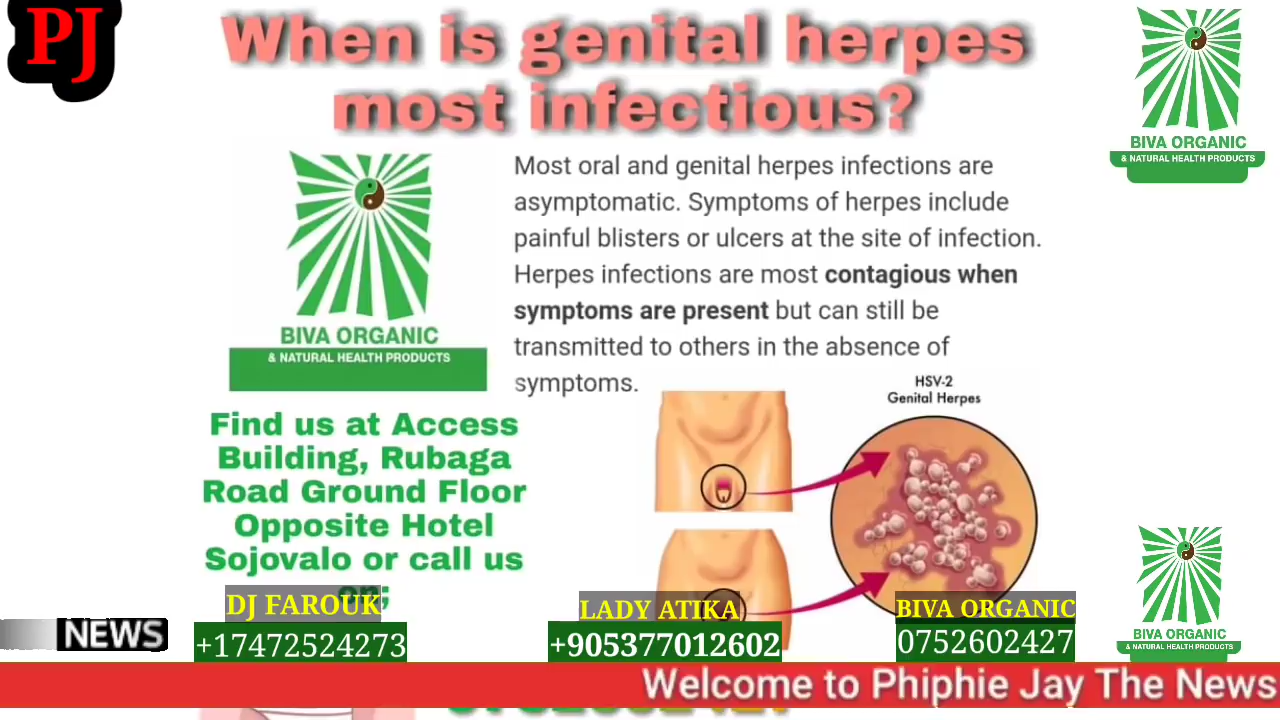 PJ
When is genital herpes
most infectious?
BIVA ORGANIC
& NATURAL HEALTH PRODUCTS
BIVA ORGANIC
& NATURAL HEALTH PRODUCTS
Most oral and genital herpes infections are
asymptomatic. Symptoms of herpes include
painful blisters or ulcers at the site of infection.
Herpes infections are most contagious when
symptoms are present but can still be
transmitted to others in the absence of
symptoms.
HSV-2
Genital Herpes
Find us at Access
Building, Rubaga
Road Ground Floor
Opposite Hotel
Sojovalo or call us
on;
DJ FAROUK
+17472524273
LADY ATIKA
+905377012602
BIVA ORGANIC
0752602427
BIVA ORGANIC
& NATURAL HEALTH PRODUCTS
NEWS
Welcome to Phiphie Jay The News